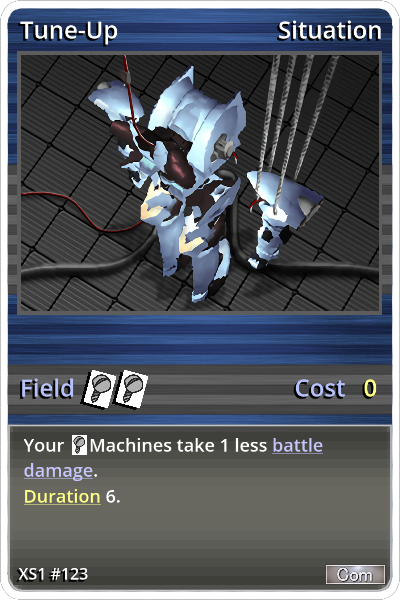 Tune-Up Situation
Field Cost 0
Your Machines take 1 less battle
damage.
Duration 6.
XS1 #123 Com